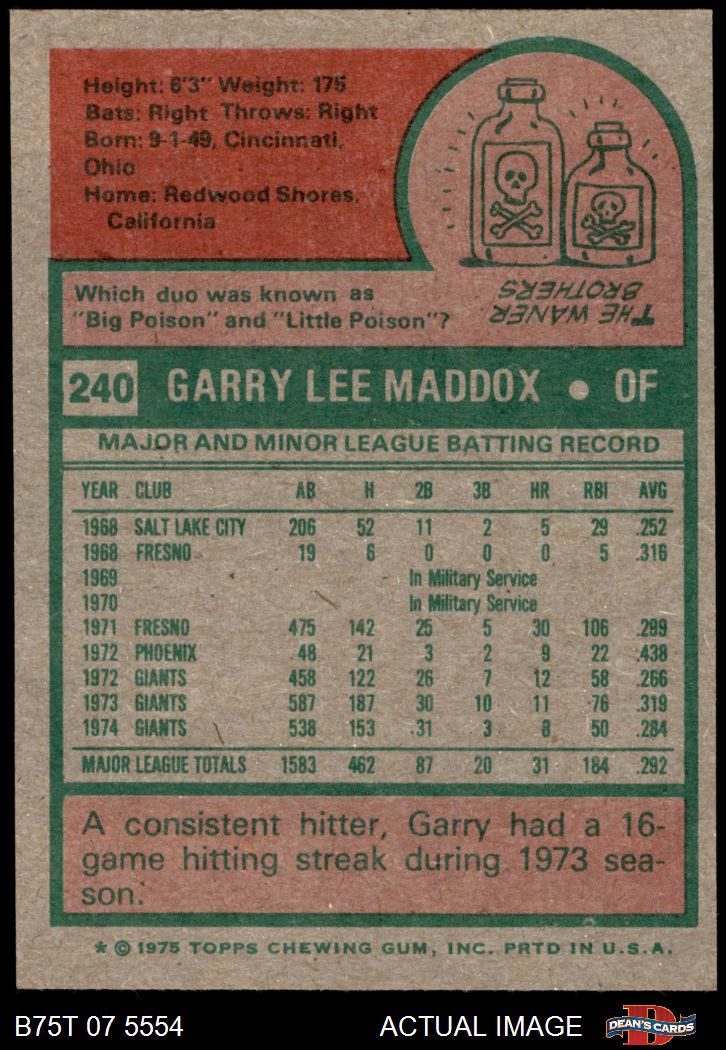 Height: 6'3" Weight: 175
Bats: Right Throws: Right
Born: 9-1-49, Cincinnati,
Ohio
Home: Redwood Shores,
California
Which duo was known as
"Big Poison" and "Little Poison"?
THE WANER
BROTHERS
240 GARRY LEE MADDOX • OF
MAJOR AND MINOR LEAGUE BATTING RECORD
YEAR CLUB AB H 2B 3B HR RBI AVG
1968 SALT LAKE CITY 206 52 11 2 5 29 .252
1968 FRESNO 19 6 0 0 0 5 .316
1969 In Military Service
1970 In Military Service
1971 FRESNO 475 142 25 5 30 106 .299
1972 PHOENIX 48 21 3 2 9 22 .438
1972 GIANTS 458 122 26 7 12 58 .266
1973 GIANTS 587 187 30 10 11 76 .319
1974 GIANTS 538 153 31 3 8 50 .284
MAJOR LEAGUE TOTALS 1583 462 87 20 31 184 .292
A consistent hitter, Garry had a 16-
game hitting streak during 1973 sea-
son.
* © 1975 TOPPS CHEWING GUM, INC. PRTD IN U.S.A.
B75T 07 5554 ACTUAL IMAGE D DEAN'S CARDS